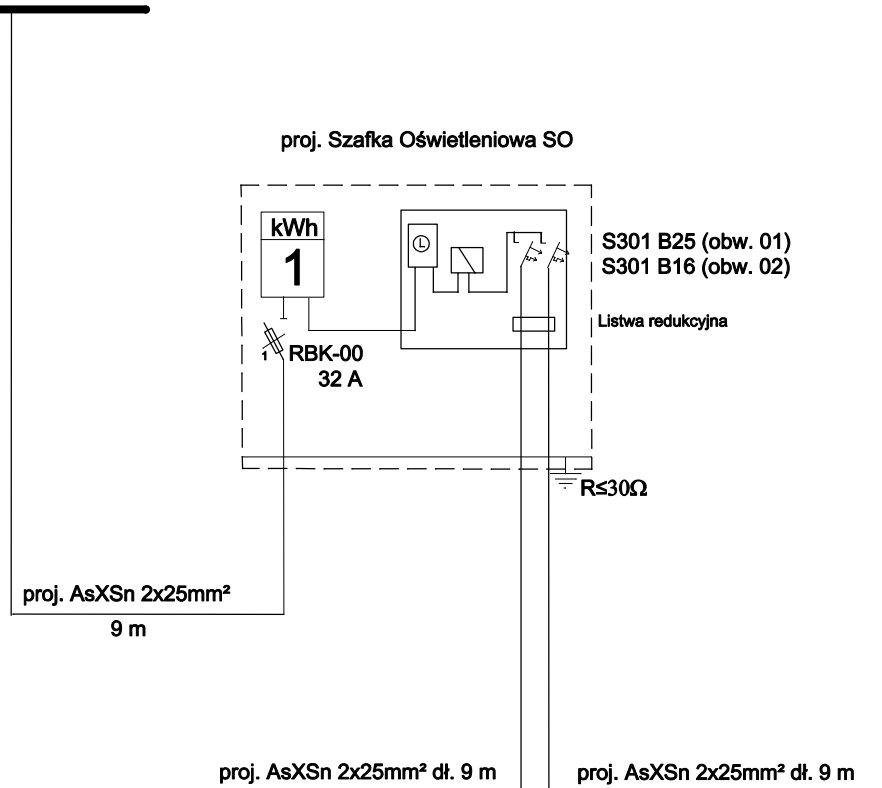 proj. Szafka Oświetleniowa SO
kWh
1
S301 B25 (obw. 01)
S301 B16 (obw. 02)
Listwa redukcyjna
1
RBK-00
32 A
R≤30Ω
proj. AsXSn 2x25mm²
9 m
proj. AsXSn 2x25mm² dł. 9 m
proj. AsXSn 2x25mm² dł. 9 m